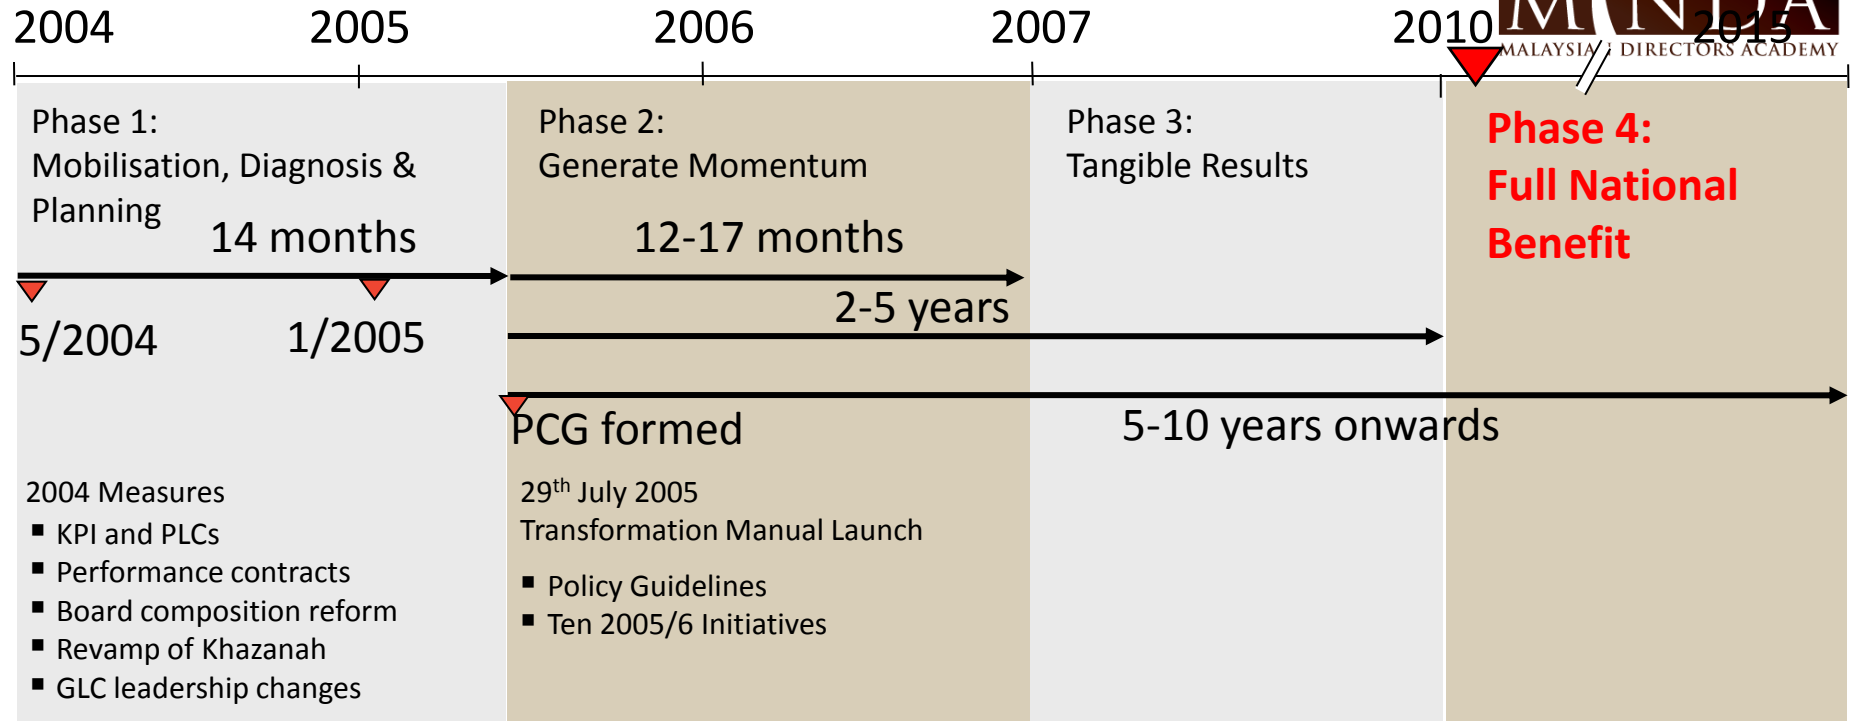 2004 2005 2006 2007 2010 2015
MINDA
MALAYSIA DIRECTORS ACADEMY
Phase 1:
Mobilisation, Diagnosis &
Planning
14 months
5/2004 1/2005
2004 Measures
▪ KPI and PLCs
▪ Performance contracts
▪ Board composition reform
▪ Revamp of Khazanah
▪ GLC leadership changes
Phase 2:
Generate Momentum
12-17 months
2-5 years
PCG formed
5-10 years onwards
29th July 2005
Transformation Manual Launch
▪ Policy Guidelines
▪ Ten 2005/6 Initiatives
Phase 3:
Tangible Results
Phase 4:
Full National
Benefit